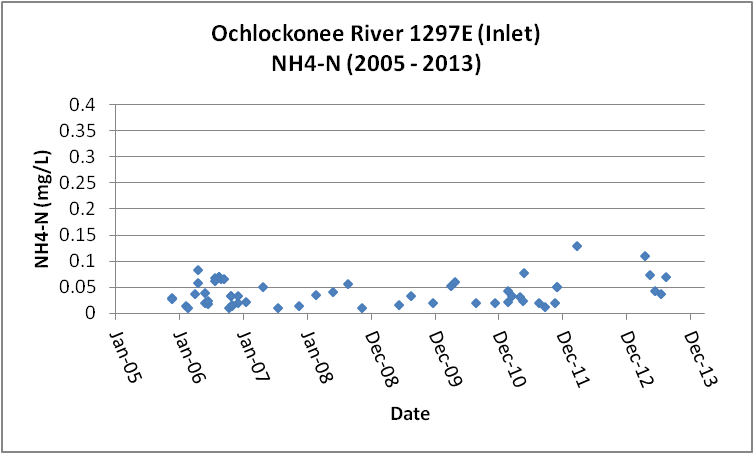 Ochlockonee River 1297E (Inlet)
NH4-N (2005 - 2013)
NH4-N (mg/L)
0.4
0.35
0.3
0.25
0.2
0.15
0.1
0.05
0
Jan-05
Jan-06
Jan-07
Jan-08
Dec-08
Dec-09
Dec-10
Dec-11
Dec-12
Dec-13
Date